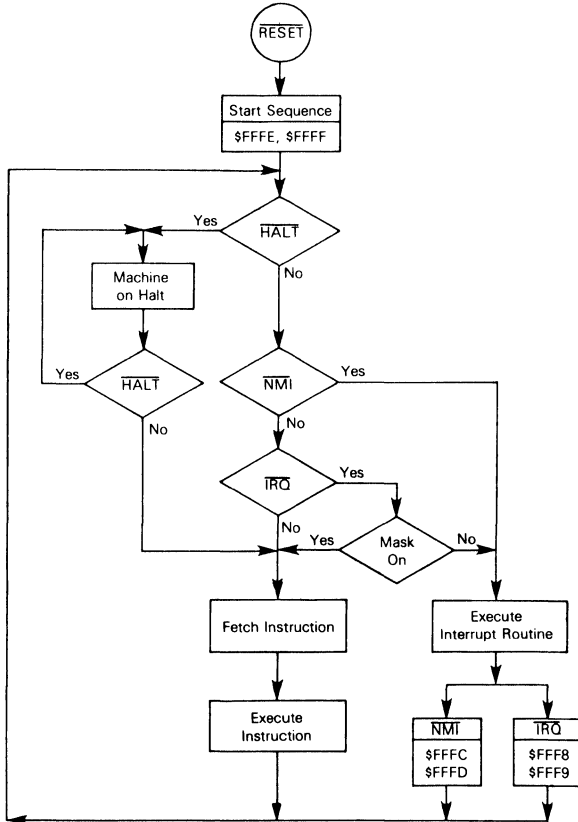 RESET
Start Sequence
$FFFE, $FFFF
Yes
HALT
No
Machine
on Halt
Yes
HALT
No
NMI
Yes
No
IRQ
Yes
No
Yes
Mask
On
No
Fetch Instruction
Execute
Interrupt Routine
Execute
Instruction
NMI
$FFFC
$FFFD
IRQ
$FFF8
$FFF9